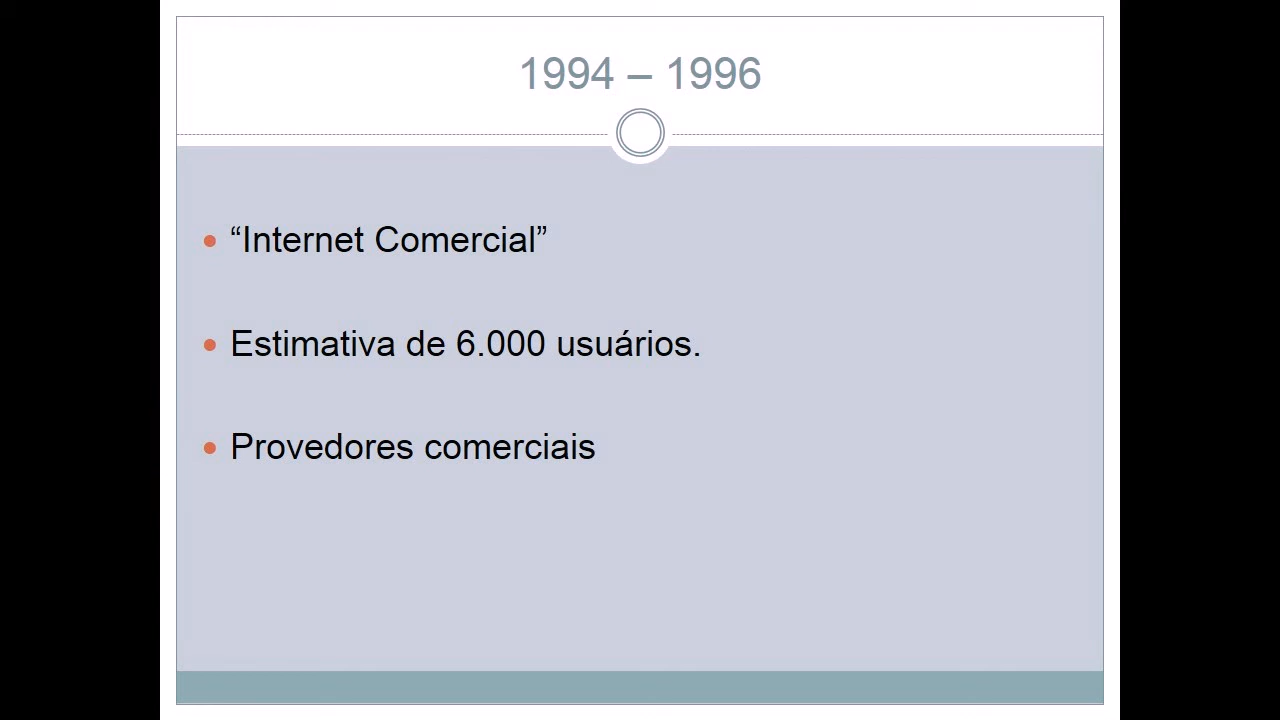 1994 – 1996
“Internet Comercial”
Estimativa de 6.000 usuários.
Provedores comerciais